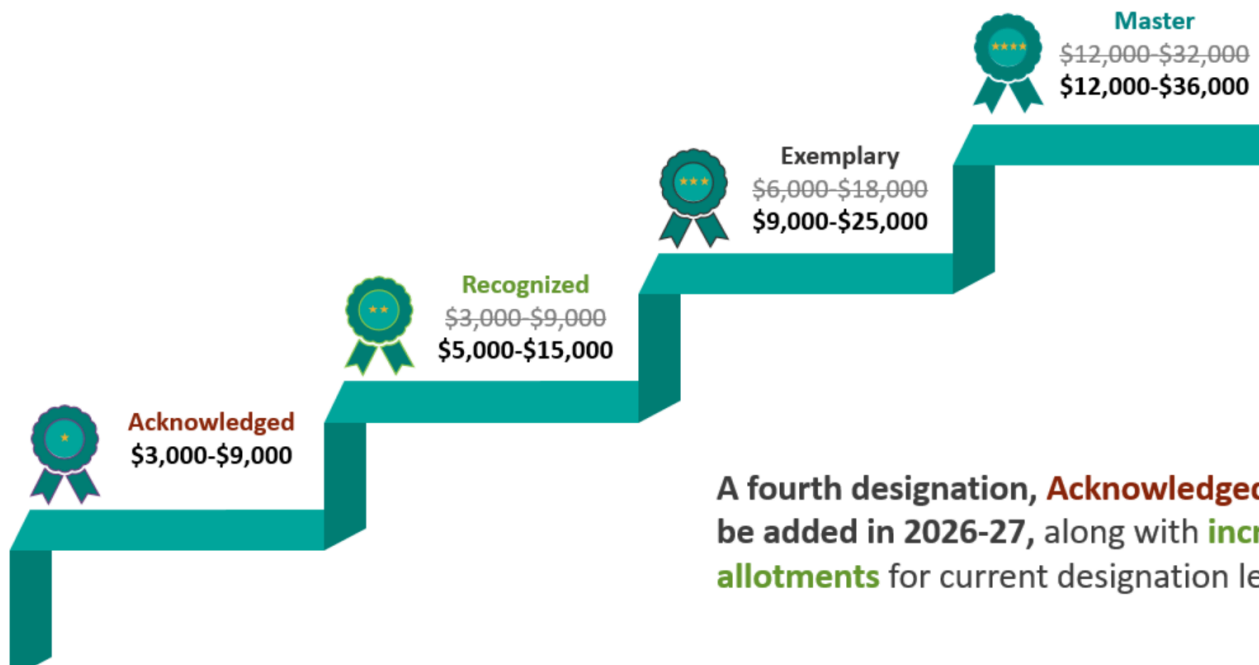 Master
$12,000-$32,000
$12,000-$36,000
Exemplary
$6,000-$18,000
$9,000-$25,000
Recognized
$3,000-$9,000
$5,000-$15,000
Acknowledged
$3,000-$9,000
A fourth designation, Acknowledged
be added in 2026-27, along with
allotments for current designation